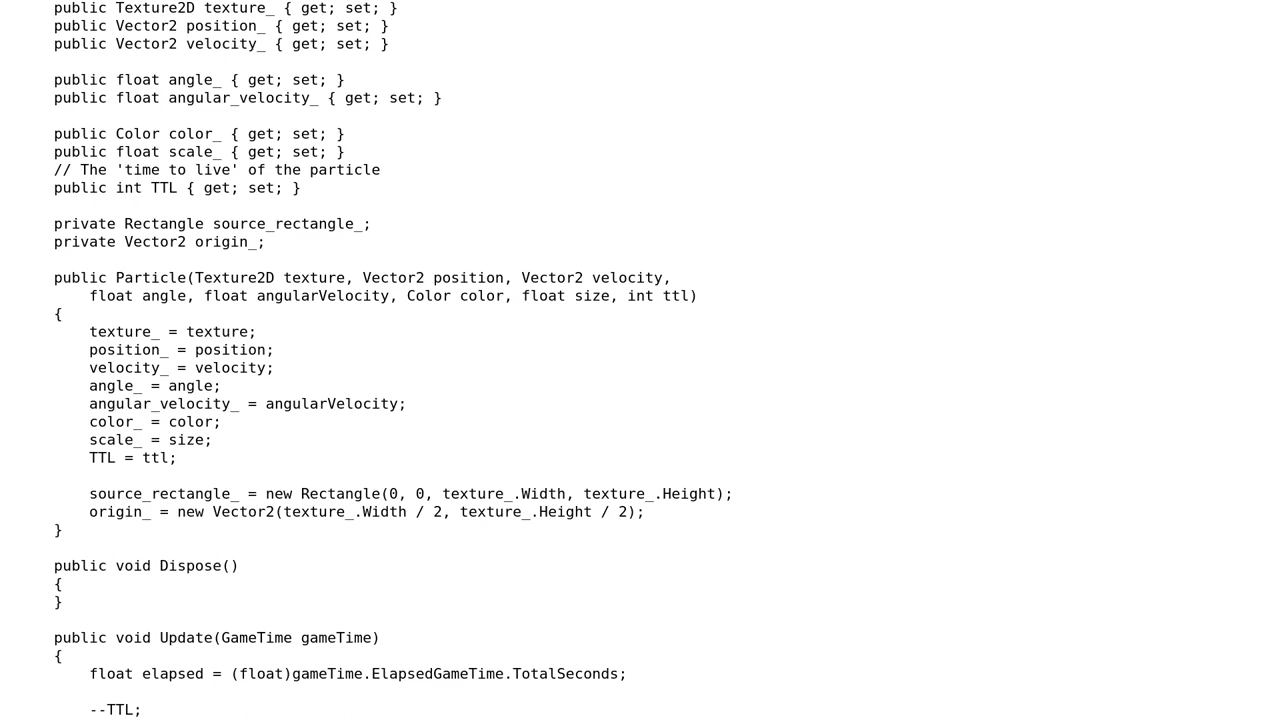 public Texture2D texture_ { get; set; }
public Vector2 position_ { get; set; }
public Vector2 velocity_ { get; set; }
public float angle_ { get; set; }
public float angular_velocity_ { get; set; }
public Color color_ { get; set; }
public float scale_ { get; set; }
// The 'time to live' of the particle
public int TTL { get; set; }
private Rectangle source_rectangle_;
private Vector2 origin_;
public Particle(Texture2D texture, Vector2 position, Vector2 velocity,
float angle, float angularVelocity, Color color, float size, int ttl)
{
texture_ = texture;
position_ = position;
velocity_ = velocity;
angle_ = angle;
angular_velocity_ = angularVelocity;
color_ = color;
scale_ = size;
TTL = ttl;
source_rectangle_ = new Rectangle(0, 0, texture_.Width, texture_.Height);
origin_ = new Vector2(texture_.Width / 2, texture_.Height / 2);
}
public void Dispose()
{
}
public void Update(GameTime gameTime)
{
float elapsed = (float)gameTime.ElapsedGameTime.TotalSeconds;
--TTL;